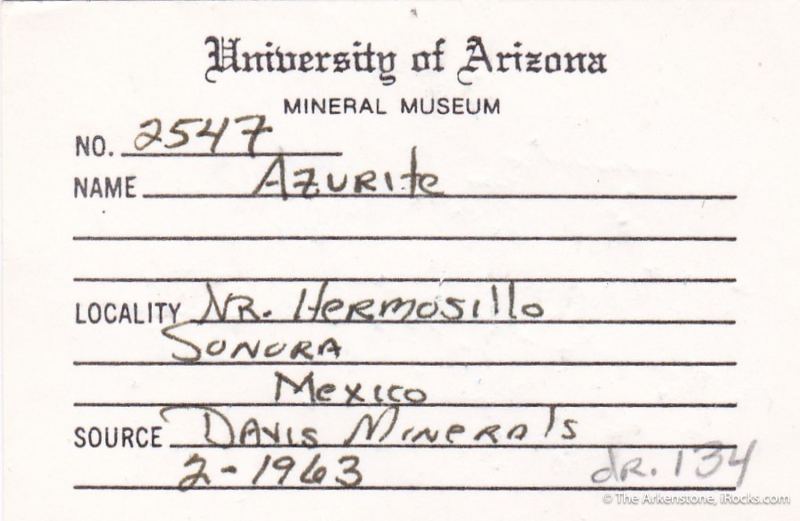 University of Arizona
MINERAL MUSEUM
NO. 2547
NAME Azurite
LOCALITY NR. Hermosillo
Sonora
Mexico
SOURCE Davis Minerals
2-1963 dr. 134
© The Arkenstone, iRocks.com